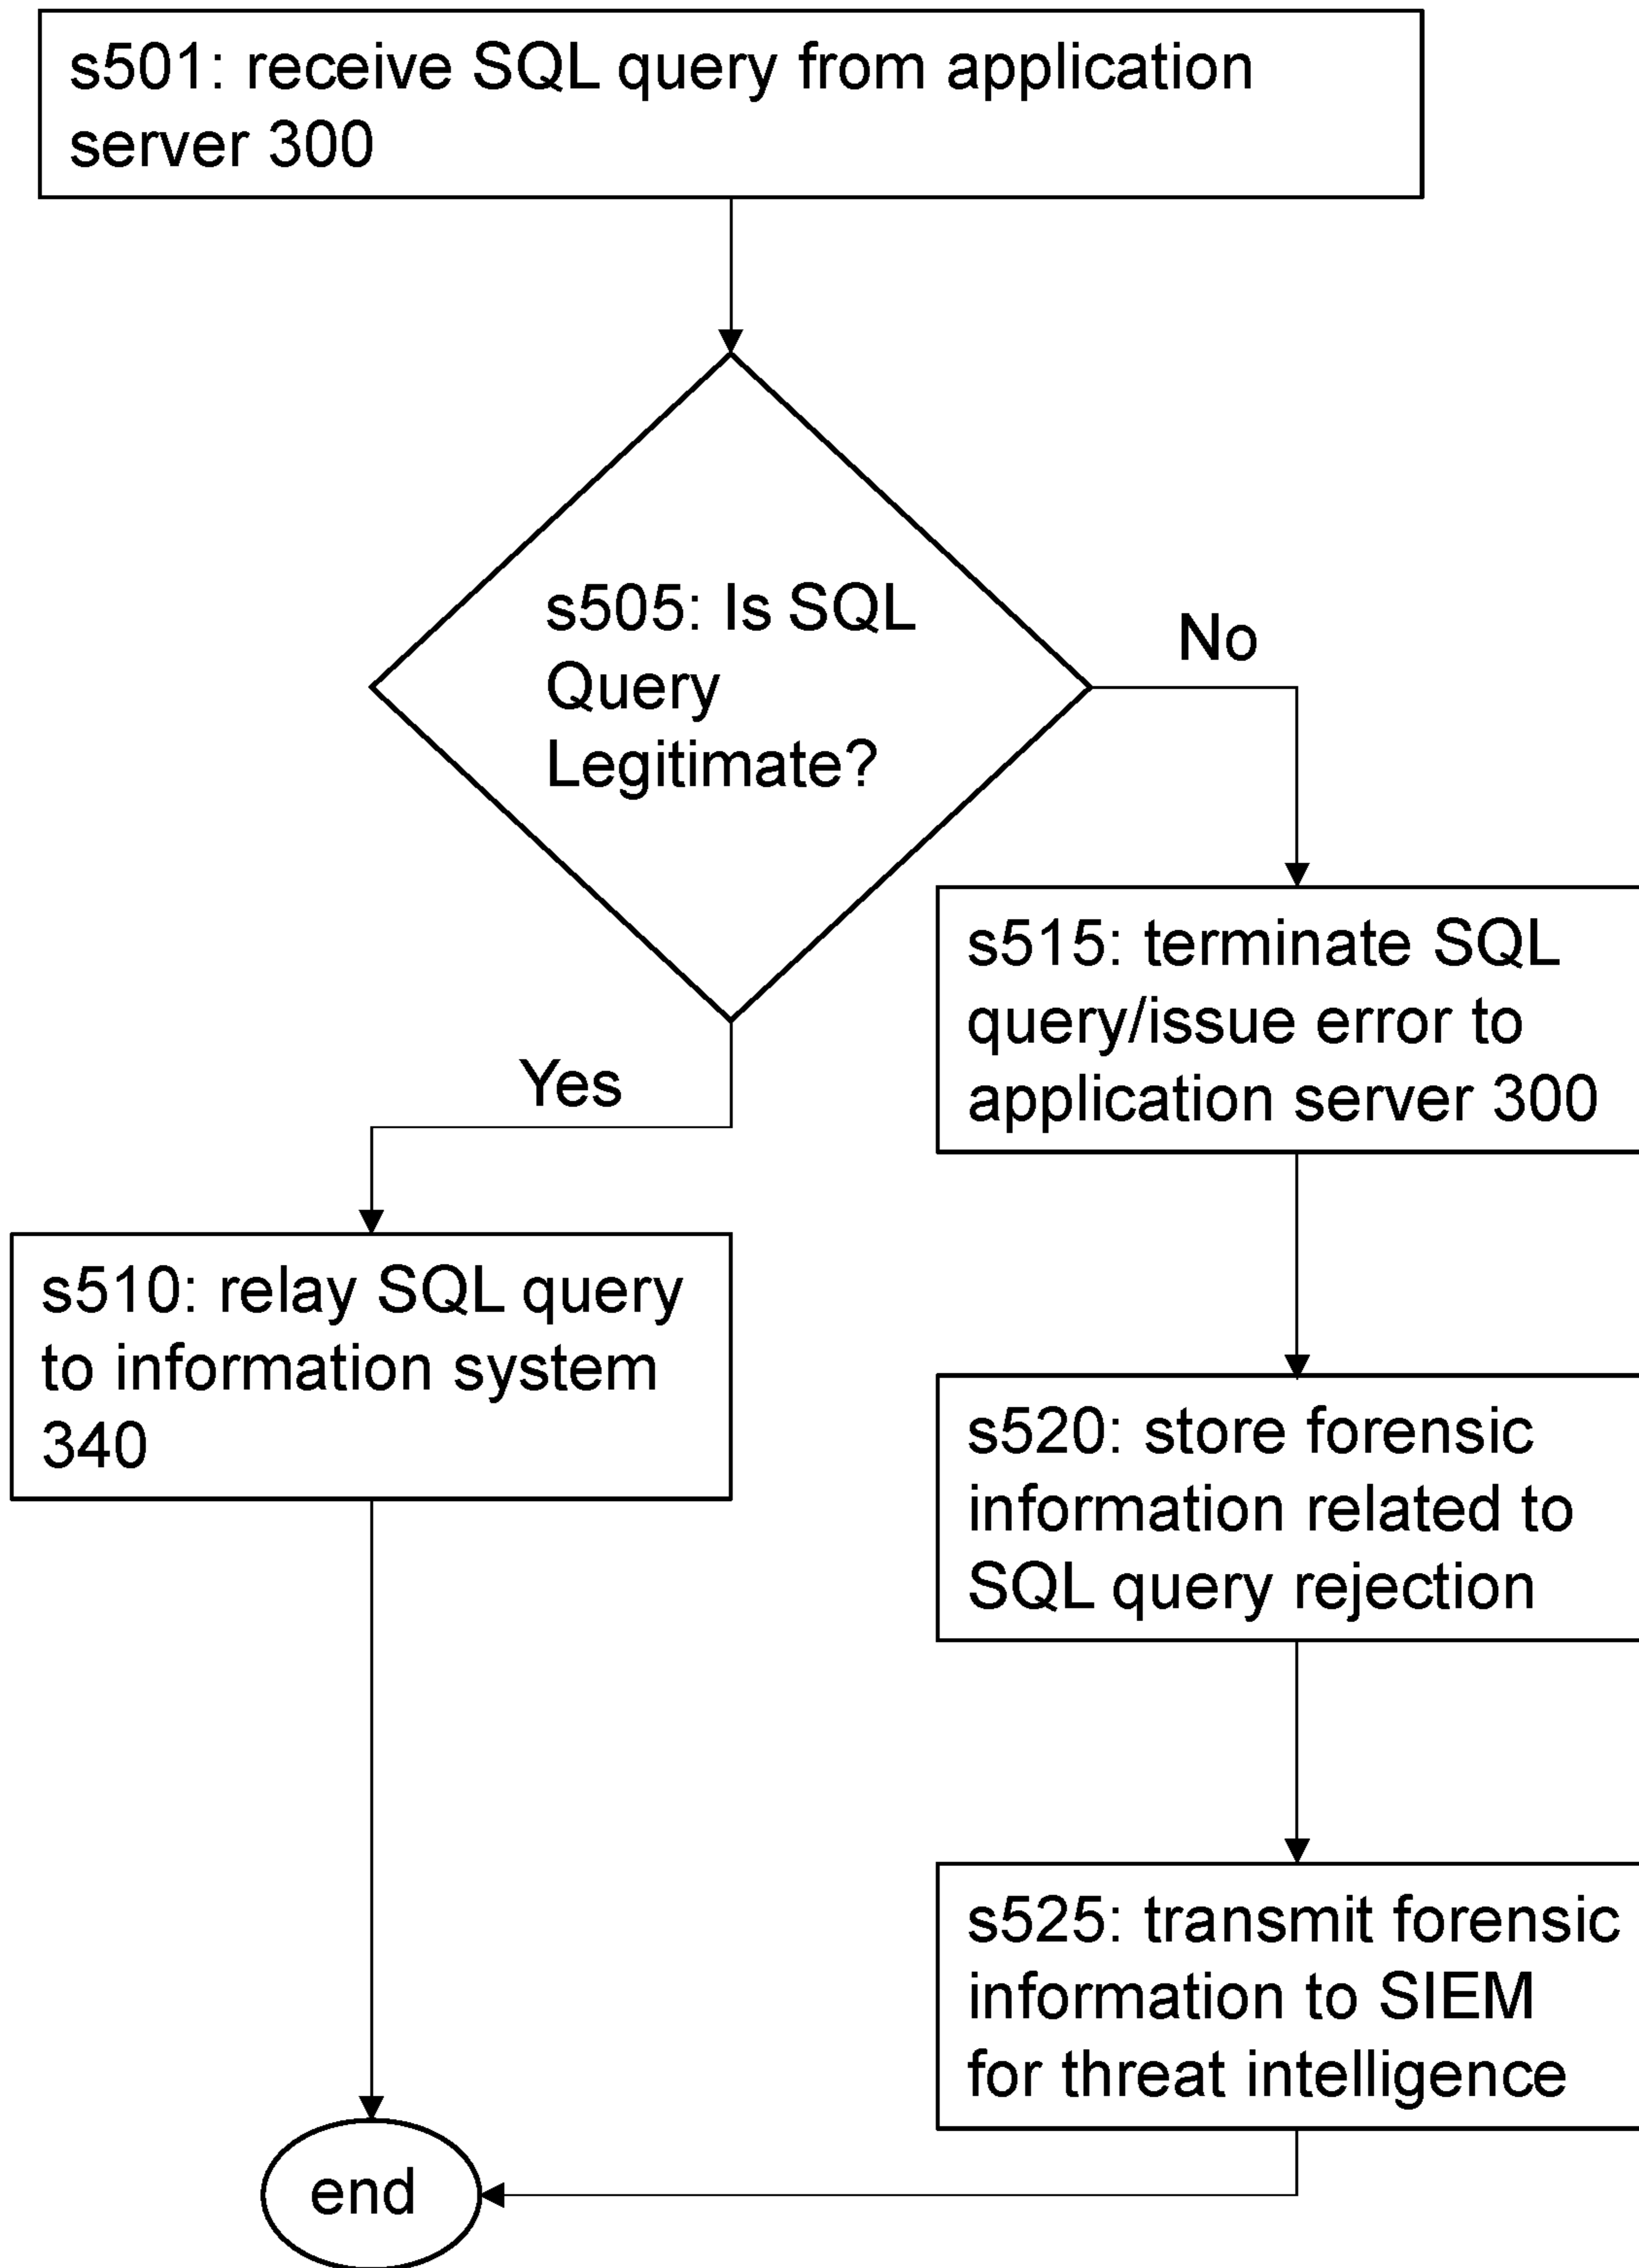 s501: receive SQL query from application
server 300
s505: Is SQL
Query
Legitimate?
No
Yes
s515: terminate SQL
query/issue error to
application server 300
s510: relay SQL query
to information system
340
s520: store forensic
information related to
SQL query rejection
s525: transmit forensic
information to SIEM
for threat intelligence
end